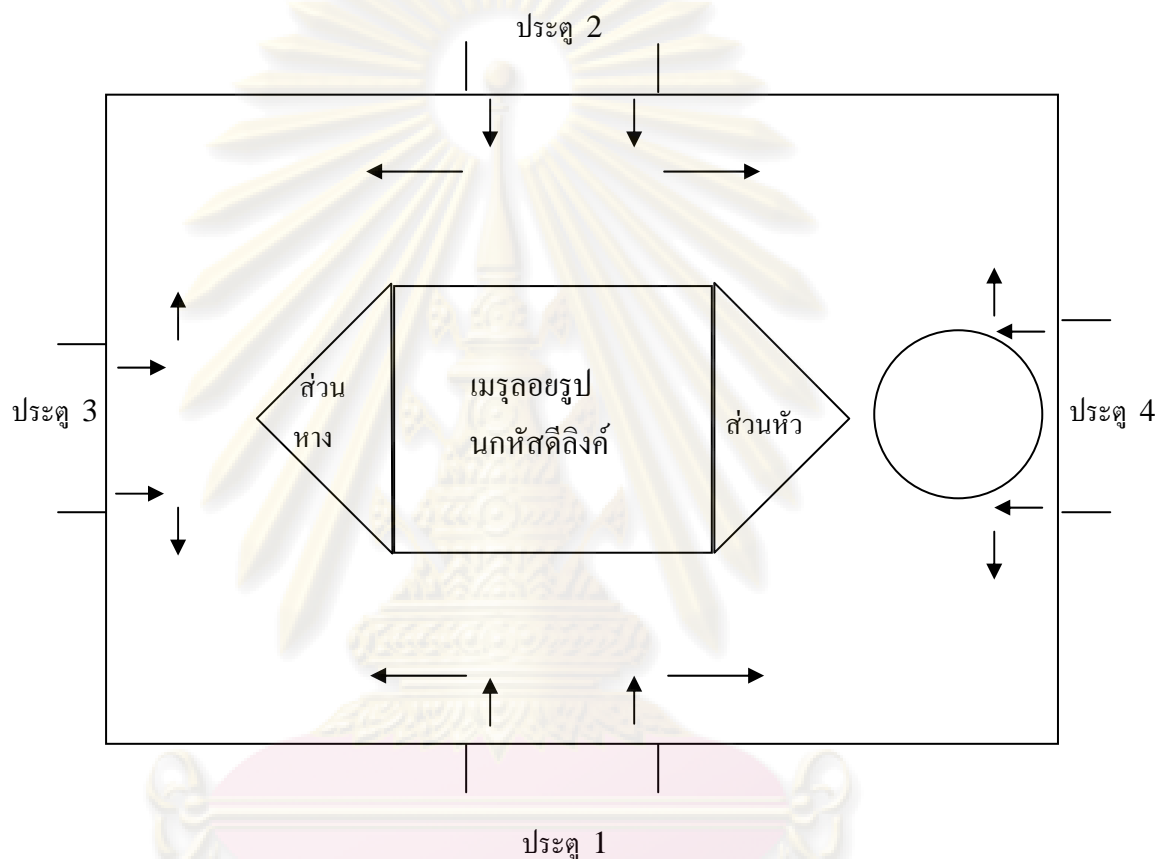 ประตู 2
ส่วน
หาง
เมรุลอยรูป
นกหัสดีลิงค์
ส่วนหัว
ประตู 3
ประตู 4
ประตู 1